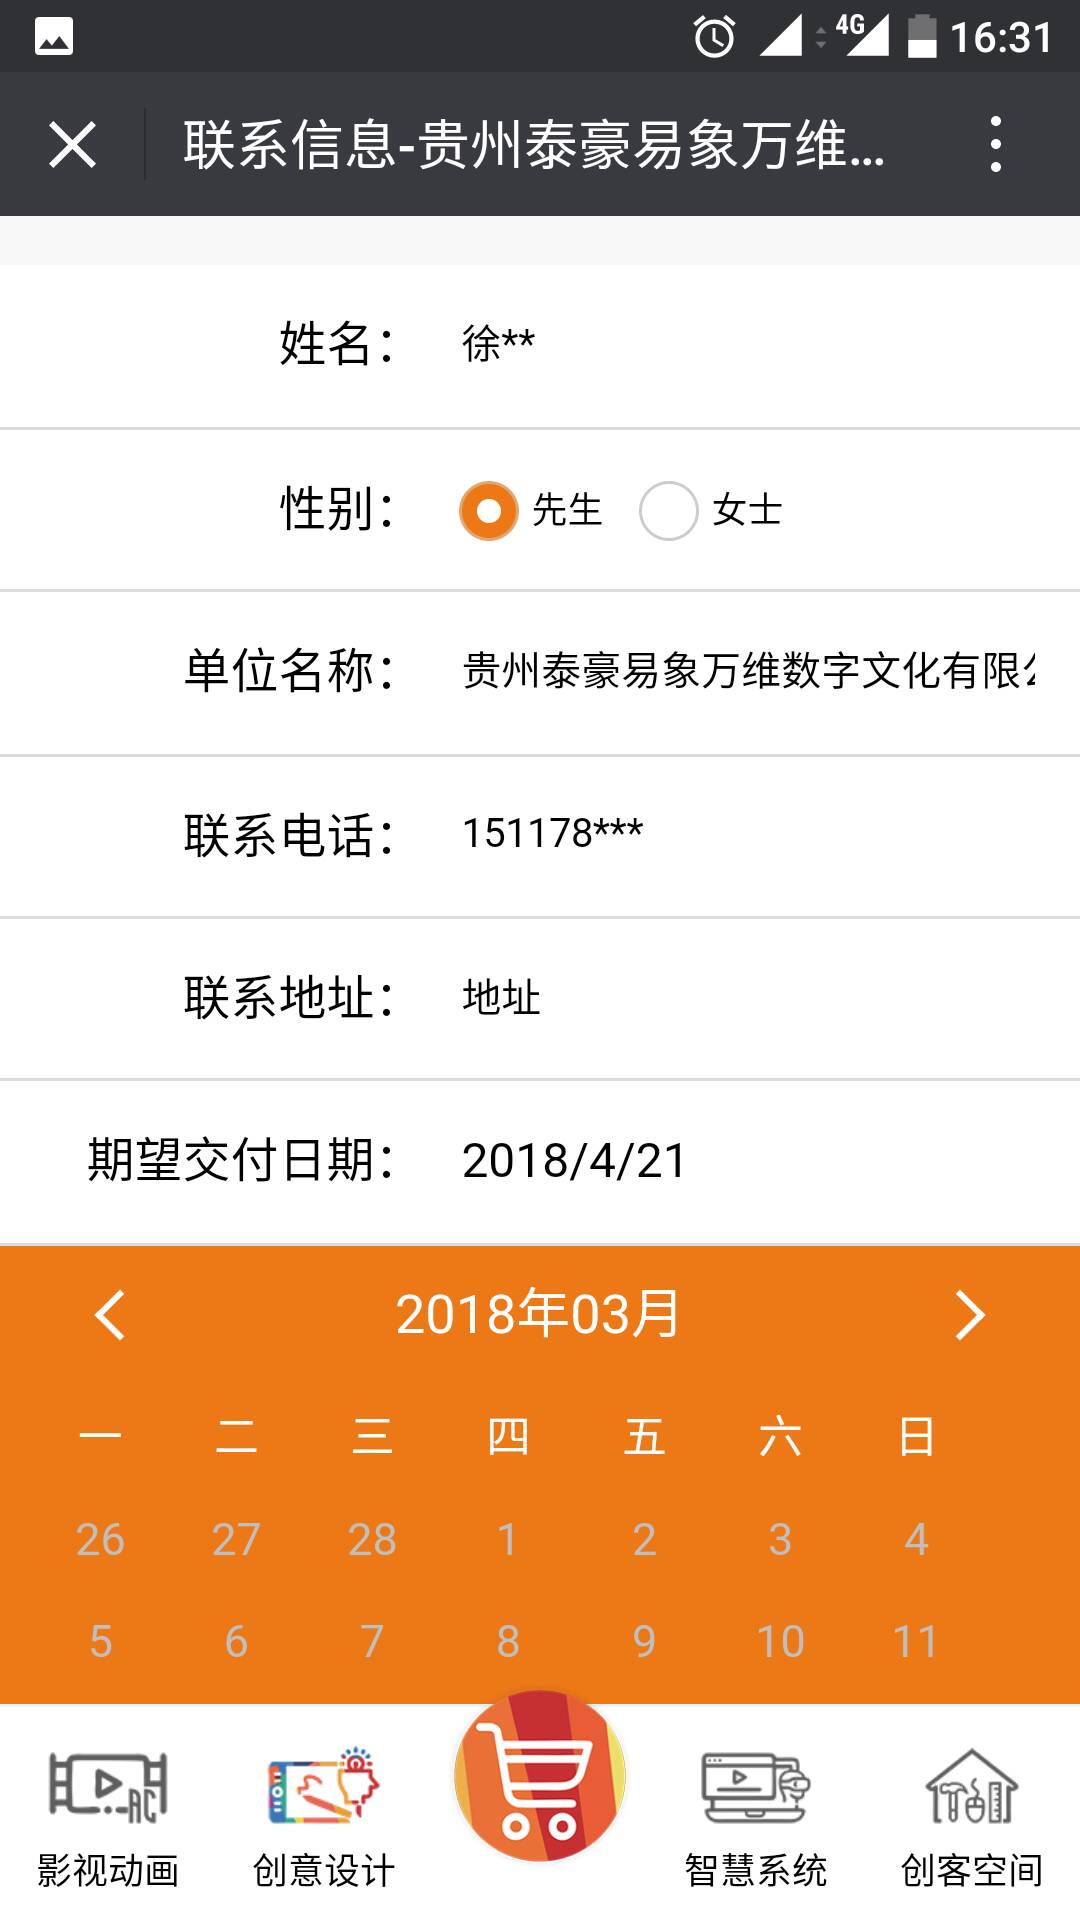 4G 16:31
联系信息-贵州泰豪易象万维...
姓名： 徐**
性别： 先生 女士
单位名称： 贵州泰豪易象万维数字文化有限
联系电话： 151178***
联系地址： 地址
期望交付日期： 2018/4/21
2018年03月
一 二 三 四 五 六 日
26 27 28 1 2 3 4
5 6 7 8 9 10 11
影视动画 创意设计 智慧系统 创客空间